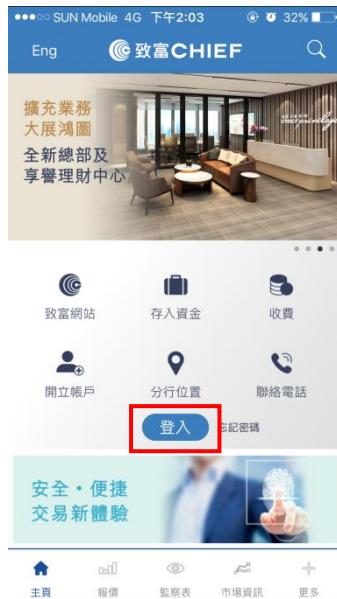 SUN Mobile 4G 下午2:03 32%
Eng 致富CHIEF
擴充業務
大展鴻圖
全新總部及
享譽理財中心
致富網站 存入資金 收費
開立帳戶 分行位置 聯絡電話
登入 忘記密碼
安全・便捷
交易新體驗
主頁 報價 監察表 市場資訊 更多